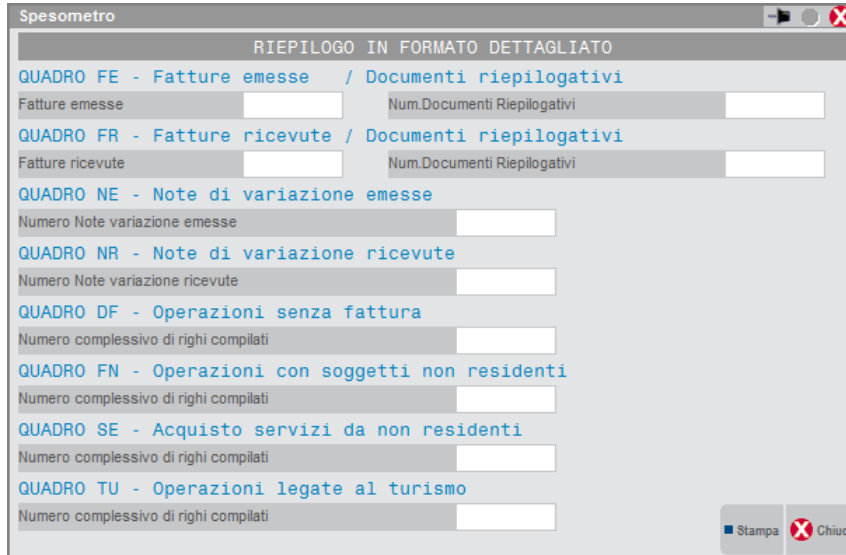 Spesometro
RIEPILOGO IN FORMATO DETTAGLIATO
QUADRO FE - Fatture emesse / Documenti riepilogativi
Fatture emesse Num.Documenti Riepilogativi
QUADRO FR - Fatture ricevute / Documenti riepilogativi
Fatture ricevute Num.Documenti Riepilogativi
QUADRO NE - Note di variazione emesse
Numero Note variazione emesse
QUADRO NR - Note di variazione ricevute
Numero Note variazione ricevute
QUADRO DF - Operazioni senza fattura
Numero complessivo di righi compilati
QUADRO FN - Operazioni con soggetti non residenti
Numero complessivo di righi compilati
QUADRO SE - Acquisto servizi da non residenti
Numero complessivo di righi compilati
QUADRO TU - Operazioni legate al turismo
Numero complessivo di righi compilati
Stampa Chiud